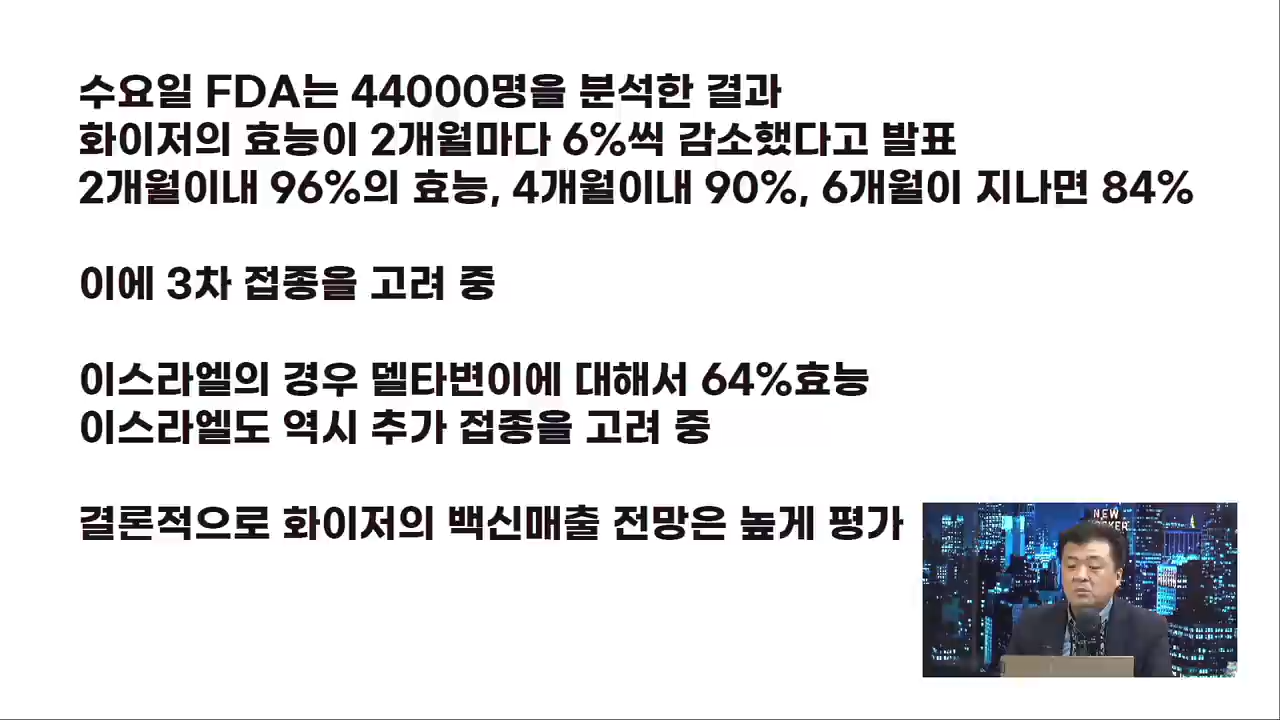 수요일 FDA는 44000명을 분석한 결과
화이저의 효능이 2개월마다 6%씩 감소했다고 발표
2개월이내 96%의 효능, 4개월이내 90%, 6개월이 지나면 84%
이에 3차 접종을 고려 중
이스라엘의 경우 델타변이에 대해서 64%효능
이스라엘도 역시 추가 접종을 고려 중
결론적으로 화이저의 백신매출 전망은 높게 평가
NEW